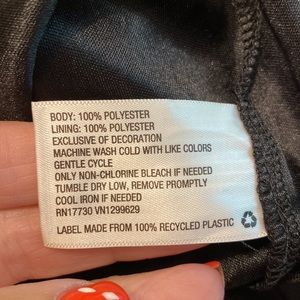 BODY: 100% POLYESTER
LINING: 100% POLYESTER
EXCLUSIVE OF DECORATION
MACHINE WASH COLD WITH LIKE COLORS
GENTLE CYCLE
ONLY NON-CHLORINE BLEACH IF NEEDED
TUMBLE DRY LOW, REMOVE PROMPTLY
COOL IRON IF NEEDED
RN17730 VN1299629
LABEL MADE FROM 100% RECYCLED PLASTIC